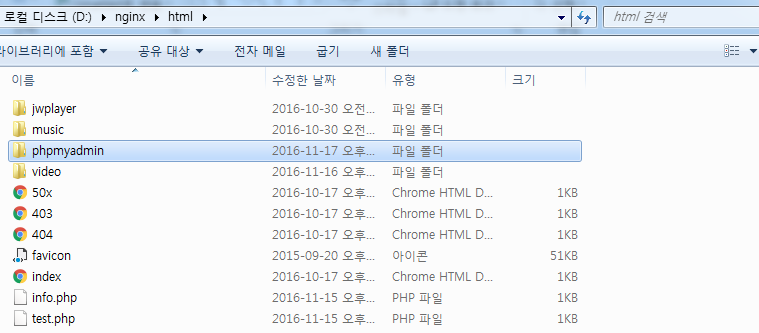 로컬 디스크 (D:) ▸ nginx ▸ html ▸ html 검색
라이브러리에 포함 공유 대상 전자 메일 굽기 새 폴더
이름 수정한 날짜 유형 크기
jwplayer 2016-10-30 오전... 파일 폴더
music 2016-10-30 오전... 파일 폴더
phpmyadmin 2016-11-17 오후... 파일 폴더
video 2016-11-16 오후... 파일 폴더
50x 2016-10-17 오후... Chrome HTML D... 1KB
403 2016-10-17 오후... Chrome HTML D... 1KB
404 2016-10-17 오후... Chrome HTML D... 1KB
favicon 2015-09-20 오후... 아이콘 51KB
index 2016-10-17 오후... Chrome HTML D... 1KB
info.php 2016-11-15 오후... PHP 파일 1KB
test.php 2016-11-15 오후... PHP 파일 1KB